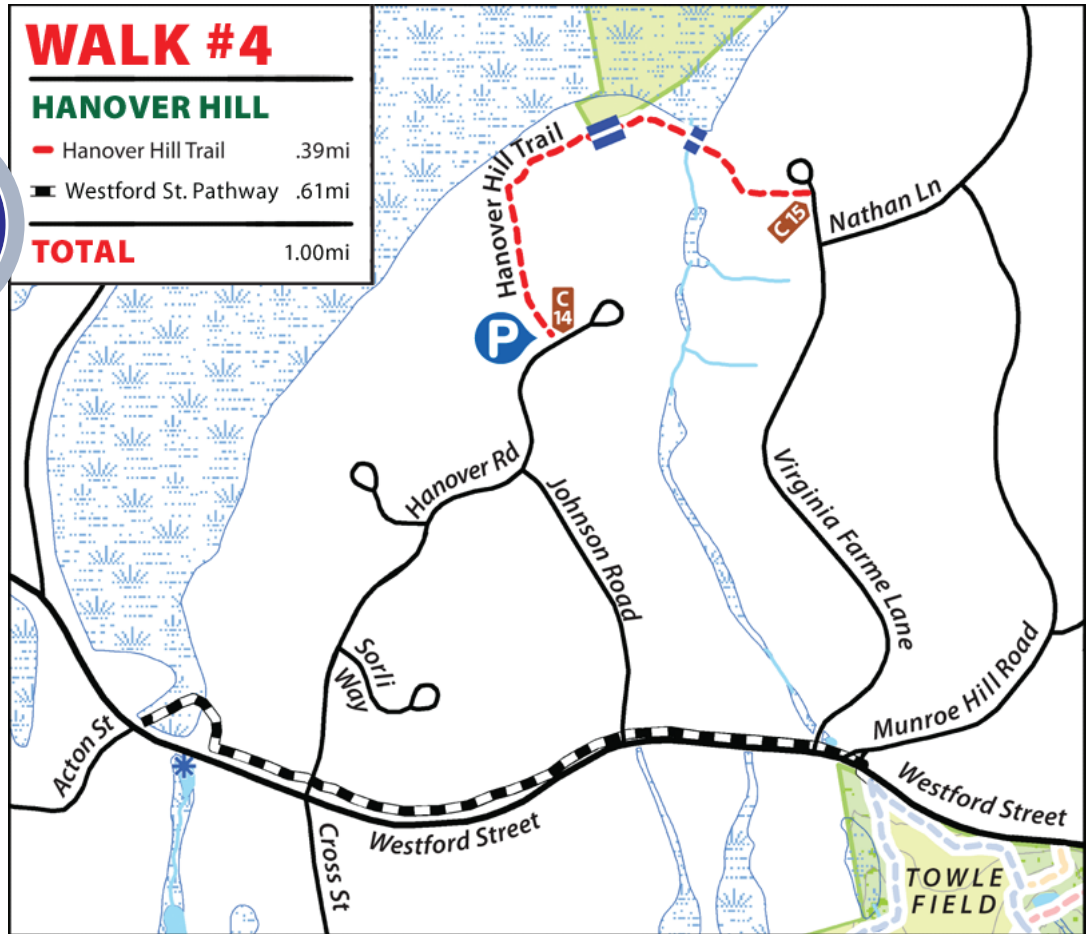 WALK #4
HANOVER HILL
Hanover Hill Trail .39mi
Westford St. Pathway .61mi
TOTAL 1.00mi
Hanover Hill Trail
C 15
Nathan Ln
C
14
P
Hanover Rd
Johnson Road
Virginia Farme Lane
Sorli
Way
Munroe Hill Road
Acton St
Westford Street
Westford Street
Cross St
TOWLE
FIELD